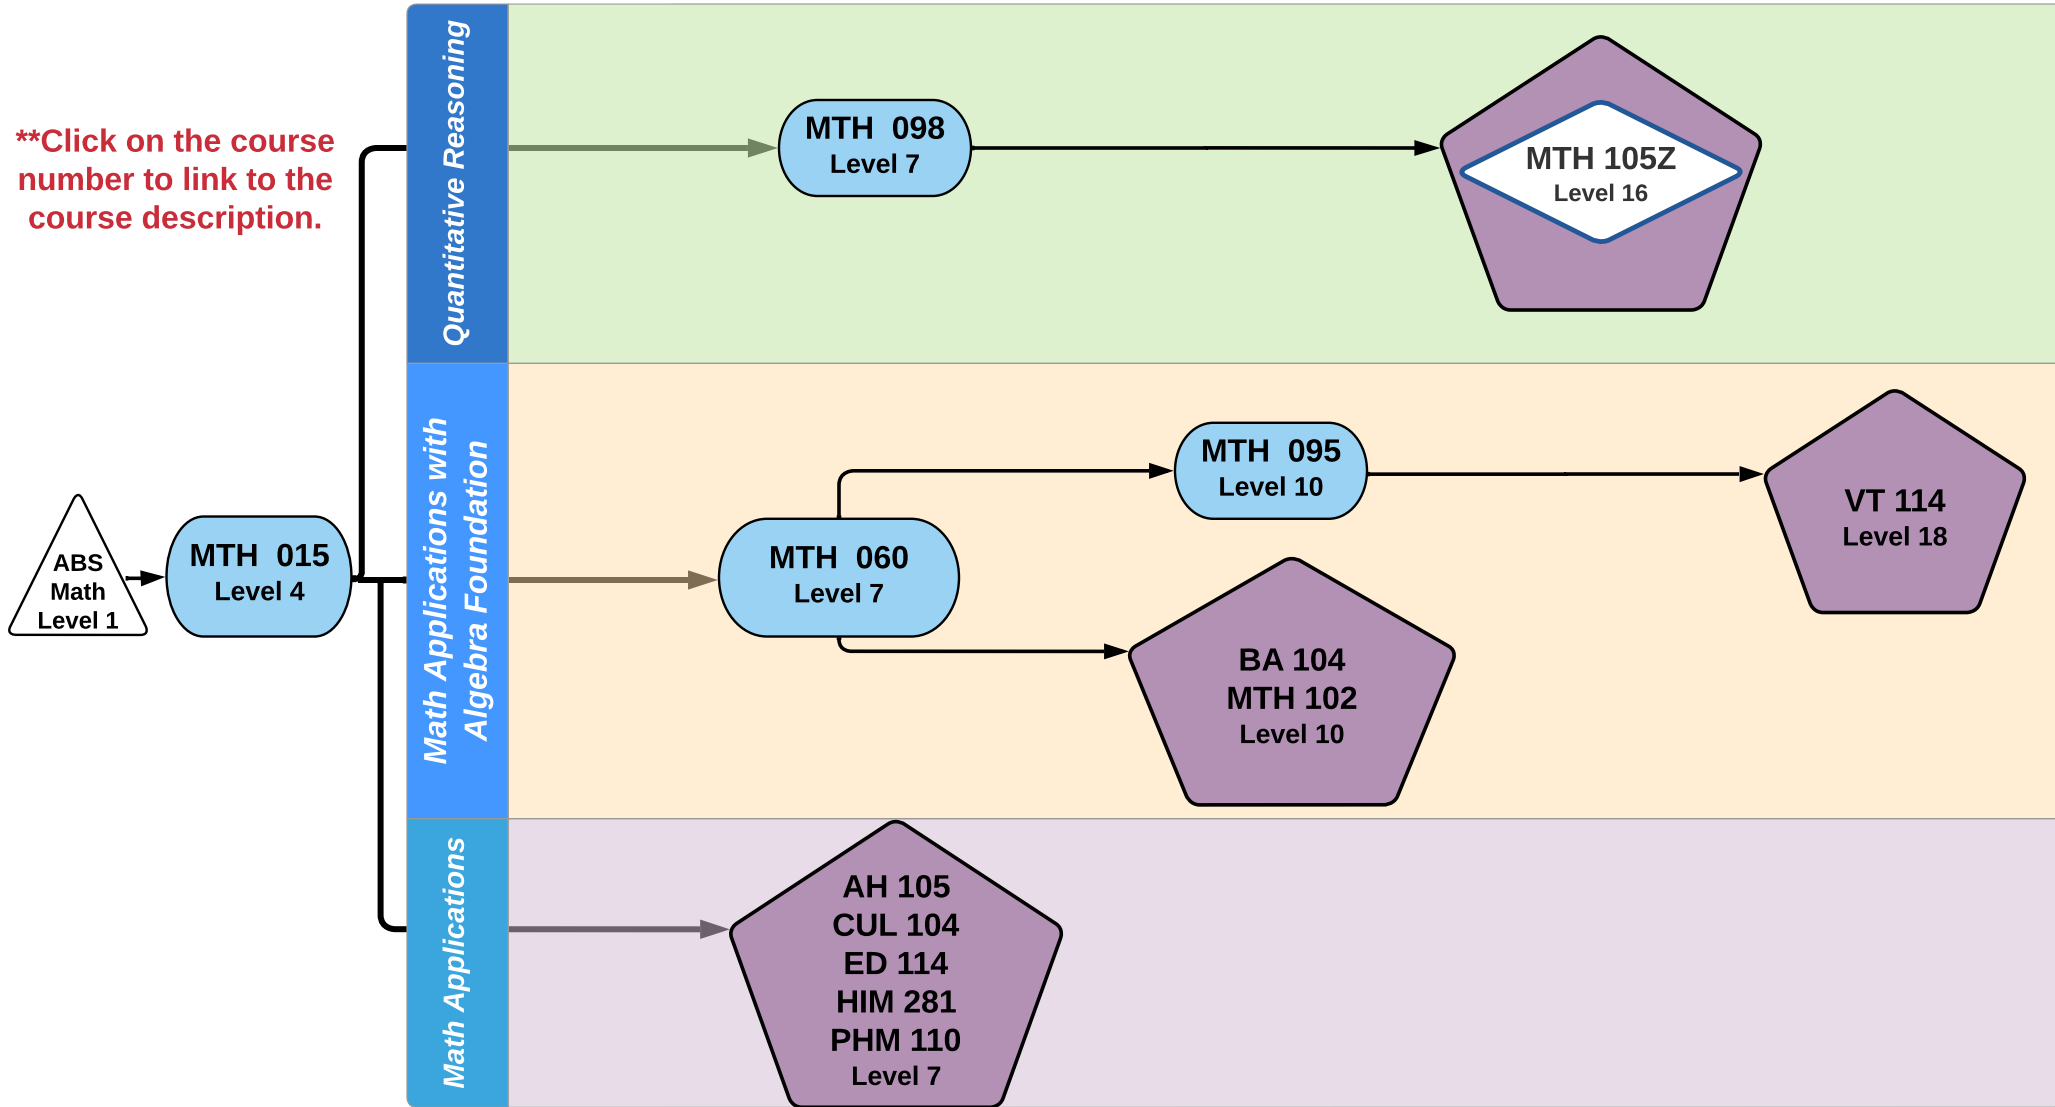 **Click on the course
number to link to the
course description.
ABS
Math
Level 1
MTH  015
Level 4
Quantitative Reasoning
MTH  098
Level 7
MTH 105Z
Level 16
Math Applications with
Algebra Foundation
MTH  060
Level 7
MTH  095
Level 10
VT 114
Level 18
BA 104
MTH 102
Level 10
Math Applications
AH 105
CUL 104
ED 114
HIM 281
PHM 110
Level 7